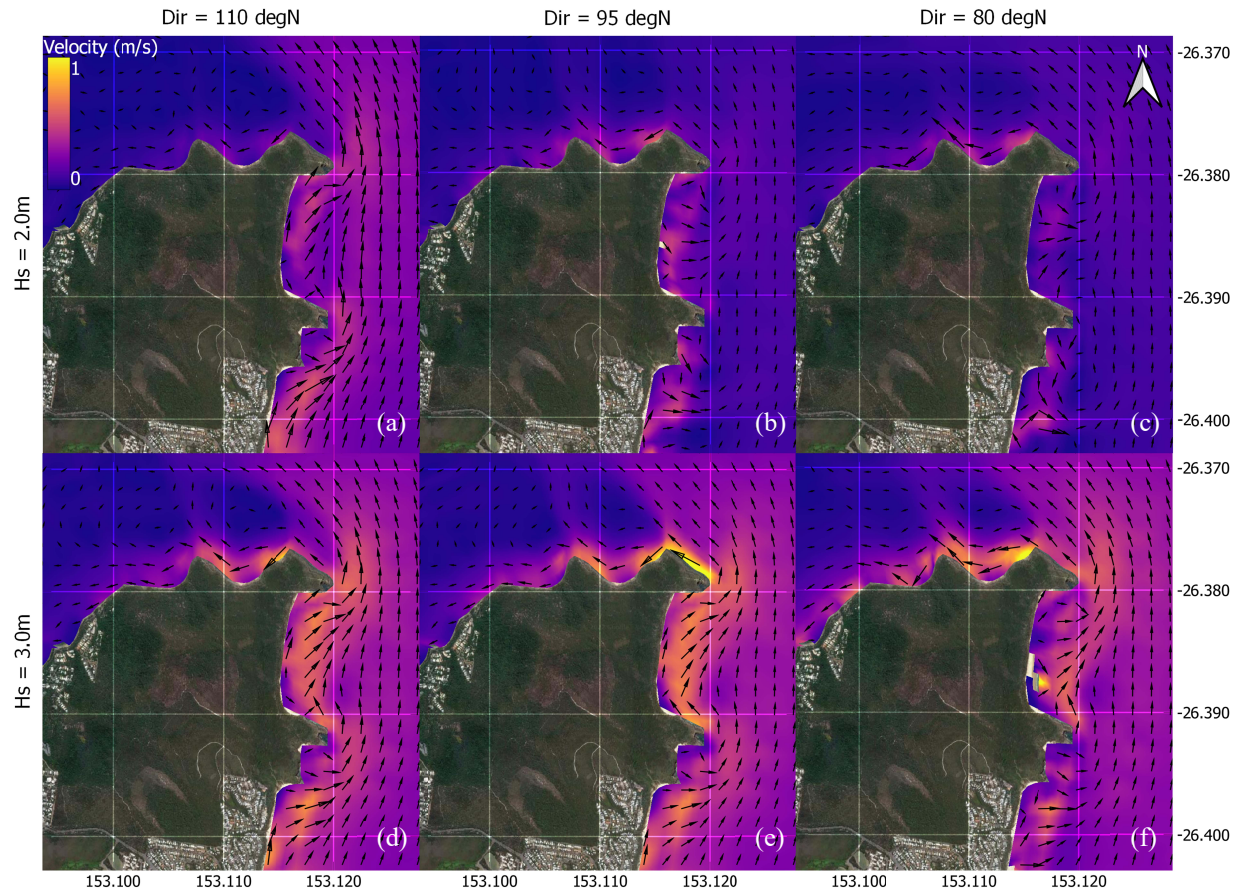 Dir = 110 degN
Dir = 95 degN
Dir = 80 degN
Velocity (m/s)
1
0
N
Hs = 2.0m
-26.370
-26.380
-26.390
-26.400
(a)
(b)
(c)
Hs = 3.0m
-26.370
-26.380
-26.390
-26.400
(d)
(e)
(f)
153.100
153.110
153.120
153.100
153.110
153.120
153.100
153.110
153.120